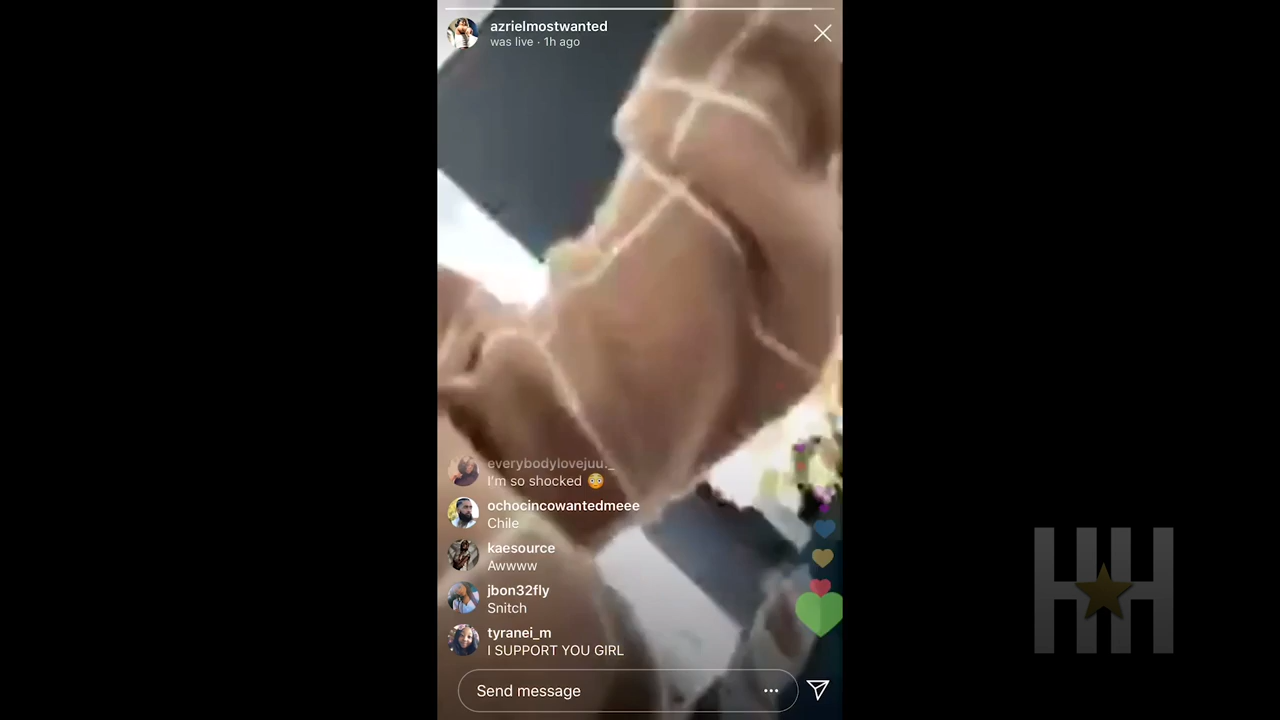 azrielmostwanted
was live · 1h ago
everybodylovejuu._
I'm so shocked 😳
ochocincowantedmeee
Chile
kaesource
Awwww
jbon32fly
Snitch
tyranei_m
I SUPPORT YOU GIRL
Send message
HH